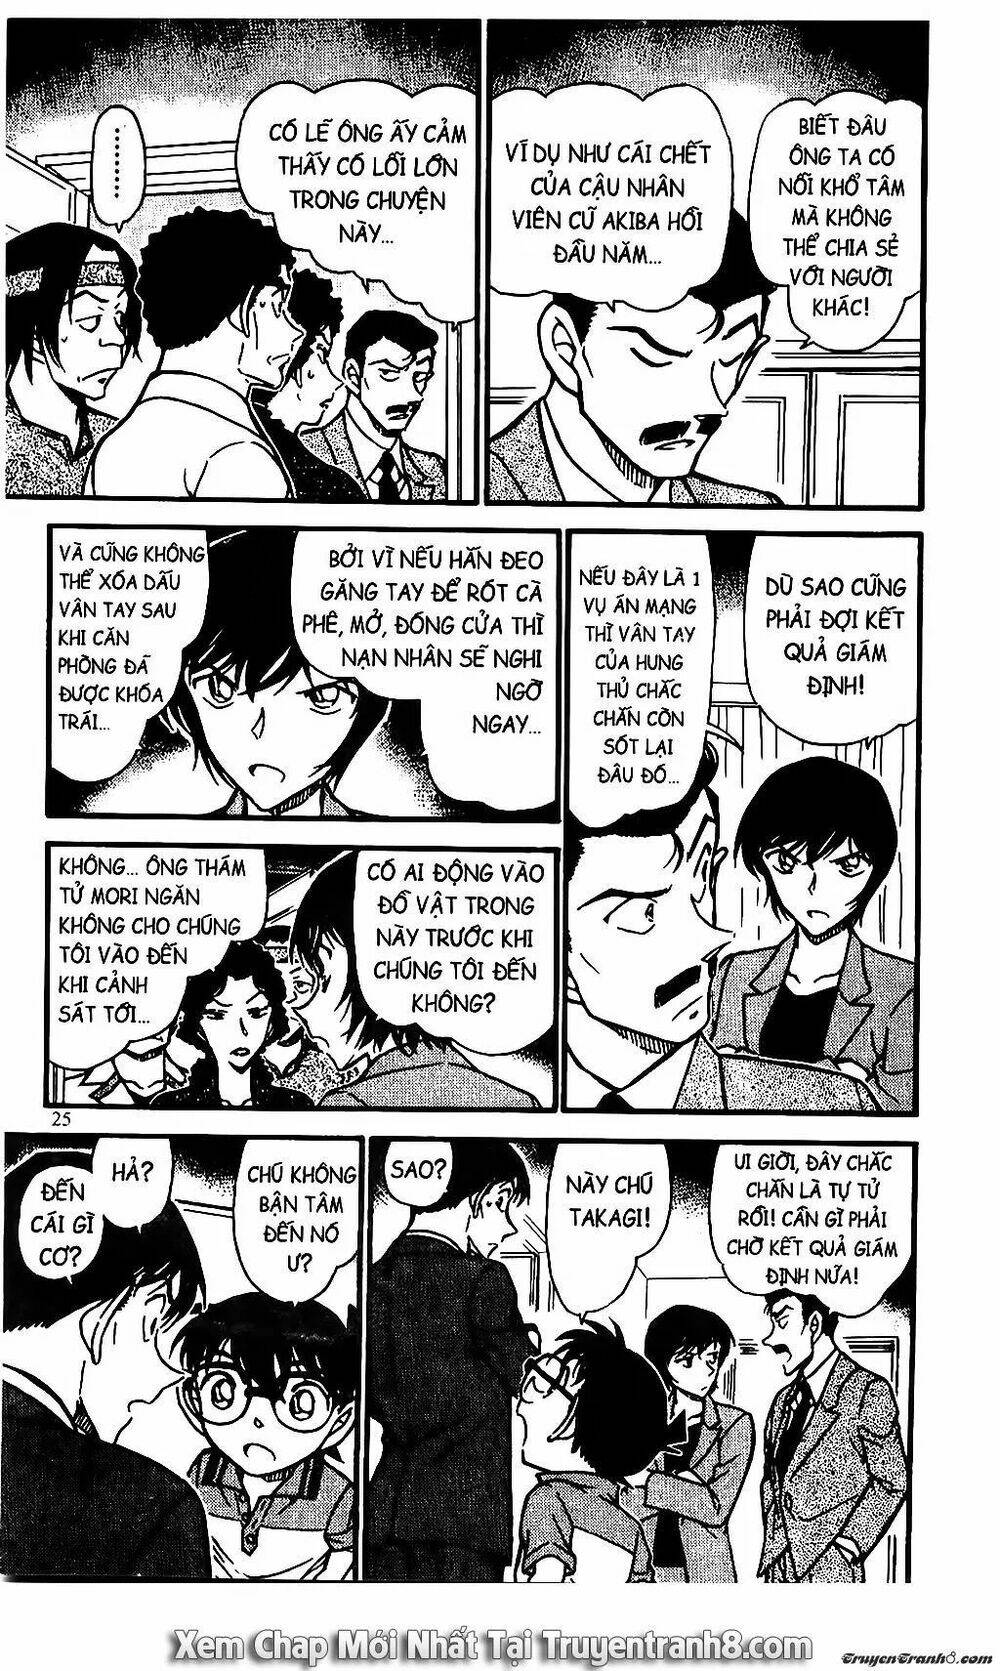 BIẾT ĐÂU
ÔNG TA CÓ
NỖI KHỔ TÂM
MÀ KHÔNG
THỂ CHIA SẺ
VỚI NGƯỜI
KHÁC!
VÍ DỤ NHƯ CÁI CHẾT
CỦA CẬU NHÂN
VIÊN CŨ AKIBA HỒI
ĐẦU NĂM...
CÓ LẼ ÔNG ẤY CẢM
THẤY CÓ LỖI LỚN
TRONG CHUYỆN
NÀY...
........
DÙ SAO CŨNG
PHẢI ĐỢI KẾT
QUẢ GIÁM
ĐỊNH!
NẾU ĐÂY LÀ 1
VỤ ÁN MẠNG
THÌ VÂN TAY
CỦA HUNG
THỦ CHẮC
CHẮN CÒN
SÓT LẠI
ĐÂU ĐÓ...
BỞI VÌ NẾU HẮN ĐEO
GĂNG TAY ĐỂ RÓT CÀ
PHÊ, MỞ, ĐÓNG CỬA THÌ
NẠN NHÂN SẼ NGHI
NGỜ
NGAY...
VÀ CŨNG KHÔNG
THỂ XÓA DẤU
VÂN TAY SAU
KHI CĂN
PHÒNG ĐÃ
ĐƯỢC KHÓA
TRÁI...
CÓ AI ĐỘNG VÀO
ĐỒ VẬT TRONG
NÀY TRƯỚC KHI
CHÚNG TÔI ĐẾN
KHÔNG?
KHÔNG... ÔNG THÁM
TỬ MORI NGĂN
KHÔNG CHO CHÚNG
TÔI VÀO ĐẾN
KHI CẢNH
SÁT TỚI...
25
UI GIỜI, ĐÂY CHẮC
CHẮN LÀ TỰ TỬ
RỒI! CẦN GÌ PHẢI
CHỜ KẾT QUẢ GIÁM
ĐỊNH NỮA!
NÀY CHÚ
TAKAGI!
SAO?
CHÚ KHÔNG
BẬN TÂM
ĐẾN NÓ
Ư?
HẢ?
ĐẾN
CÁI GÌ
CƠ?
Xem Chap Mới Nhất Tại Truyentranh8.com
TruyenTranh8.com